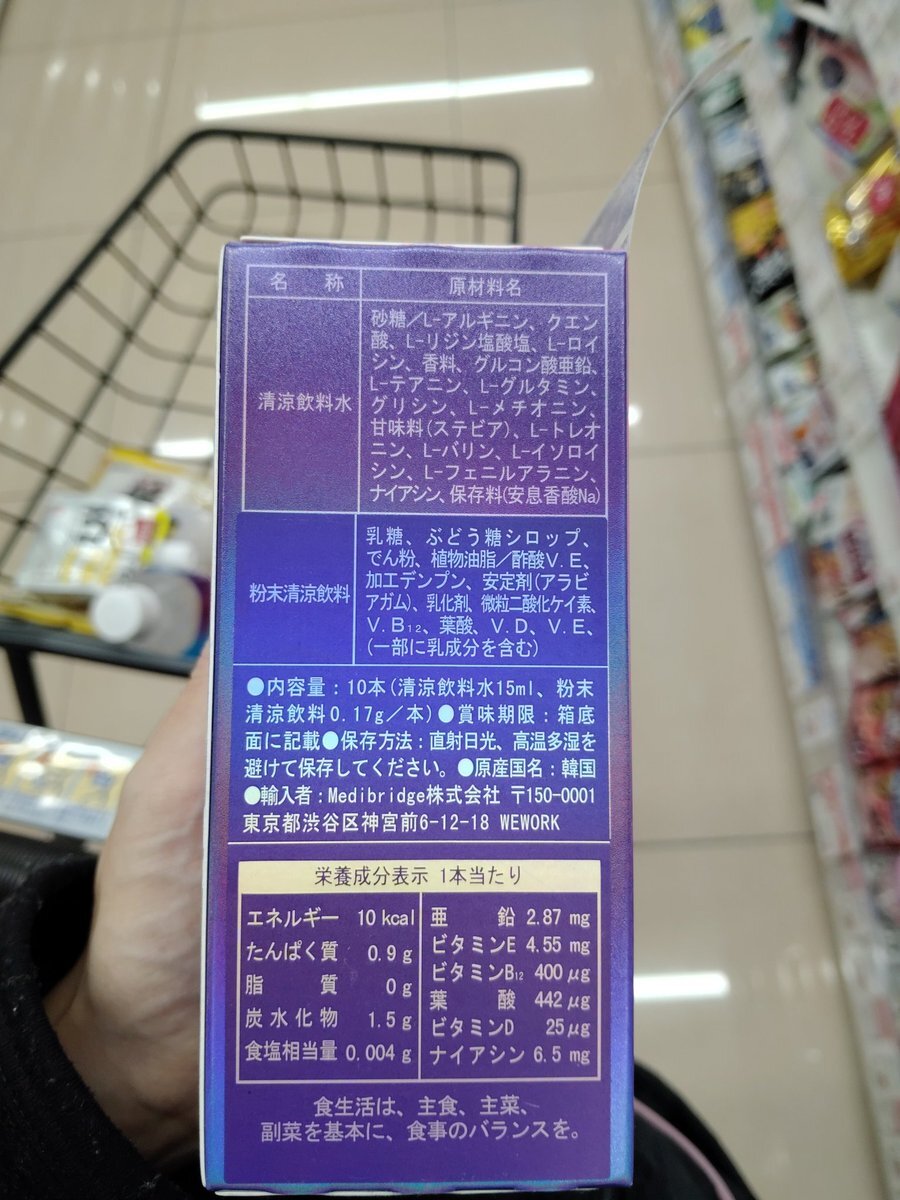 名称
原材料名
清涼飲料水
砂糖/L-アルギニン、クエン
酸、L-リジン塩酸塩、L-ロイ
シン、香料、グルコン酸亜鉛、
L-テアニン、L-グルタミン、
グリシン、L-メチオニン、
甘味料(ステビア)、L-トレオ
ニン、L-バリン、L-イソロイ
シン、L-フェニルアラニン、
ナイアシン、保存料(安息香酸Na)
粉末清涼飲料
乳糖、ぶどう糖シロップ、
でん粉、植物油脂/酢酸V.E、
加工デンプン、安定剤(アラビ
アガム)、乳化剤、微粒二酸化ケイ素、
V.B₁₂、葉酸、V.D、V.E、
(一部に乳成分を含む)
●内容量:10本(清涼飲料水15ml、粉末
清涼飲料0.17g/本)●賞味期限:箱底
面に記載●保存方法:直射日光、高温多湿を
避けて保存してください。●原産国名:韓国
●輸入者:Medibridge株式会社 〒150-0001
東京都渋谷区神宮前6-12-18 WEWORK
栄養成分表示 1本当たり
エネルギー 10 kcal
たんぱく質 0.9 g
脂質 0 g
炭水化物 1.5 g
食塩相当量 0.004 g
亜鉛 2.87 mg
ビタミンE 4.55 mg
ビタミンB₁₂ 400 μg
葉酸 442 μg
ビタミンD 25 μg
ナイアシン 6.5 mg
食生活は、主食、主菜、
副菜を基本に、食事のバランスを。